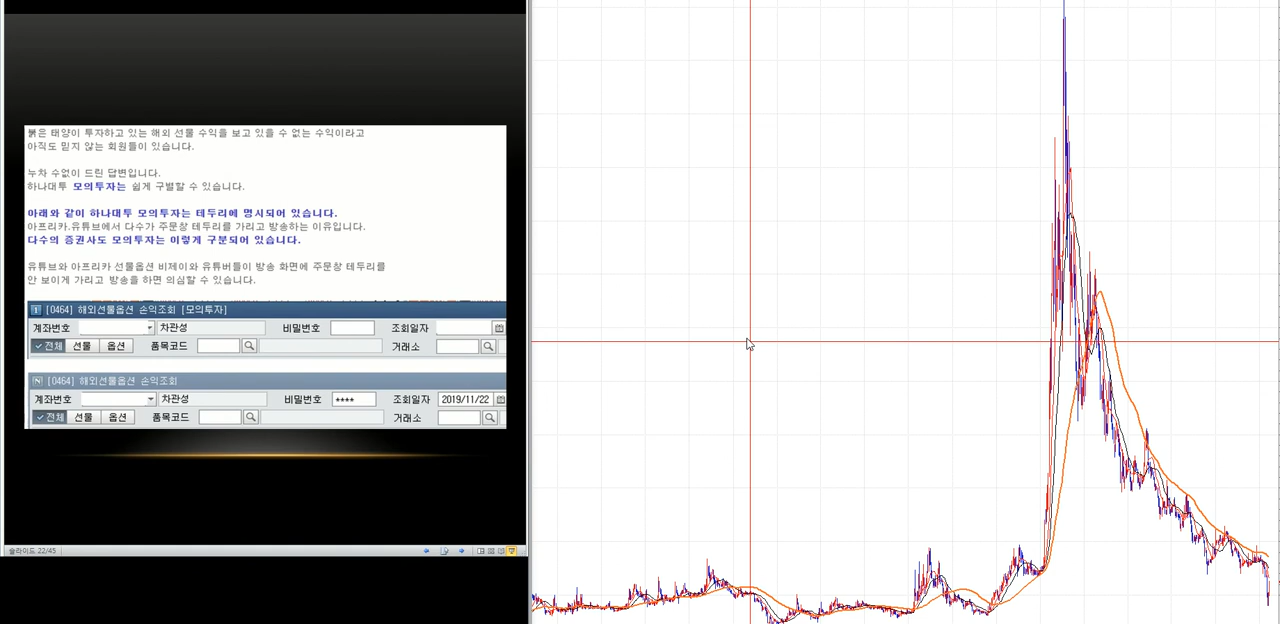 붉은 태양이 투자하고 있는 해외 선물 수익을 보고 있을 수 없는 수익이라고
아직도 믿지 않는 회원들이 있습니다.
누차 수없이 드린 답변입니다.
하나대투 모의투자는 쉽게 구별할 수 있습니다.
아래와 같이 하나대투 모의투자는 테두리에 명시되어 있습니다.
아프리카.유튜브에서 다수가 주문창 테두리를 가리고 방송하는 이유입니다.
다수의 증권사도 모의투자는 이렇게 구분되어 있습니다.
유튜브와 아프리카 선물옵션 비제이와 유튜버들이 방송 화면에 주문창 테두리를
안 보이게 가리고 방송을 하면 의심할 수 있습니다.
[0464] 해외선물옵션 손익조회 [모의투자]
계좌번호 차관성 비밀번호 조회일자
전체 선물 옵션 품목코드 거래소
N [0464] 해외선물옵션 손익조회
계좌번호 차관성 비밀번호 **** 조회일자 2019/11/22
전체 선물 옵션 품목코드 거래소
슬라이드 22/45